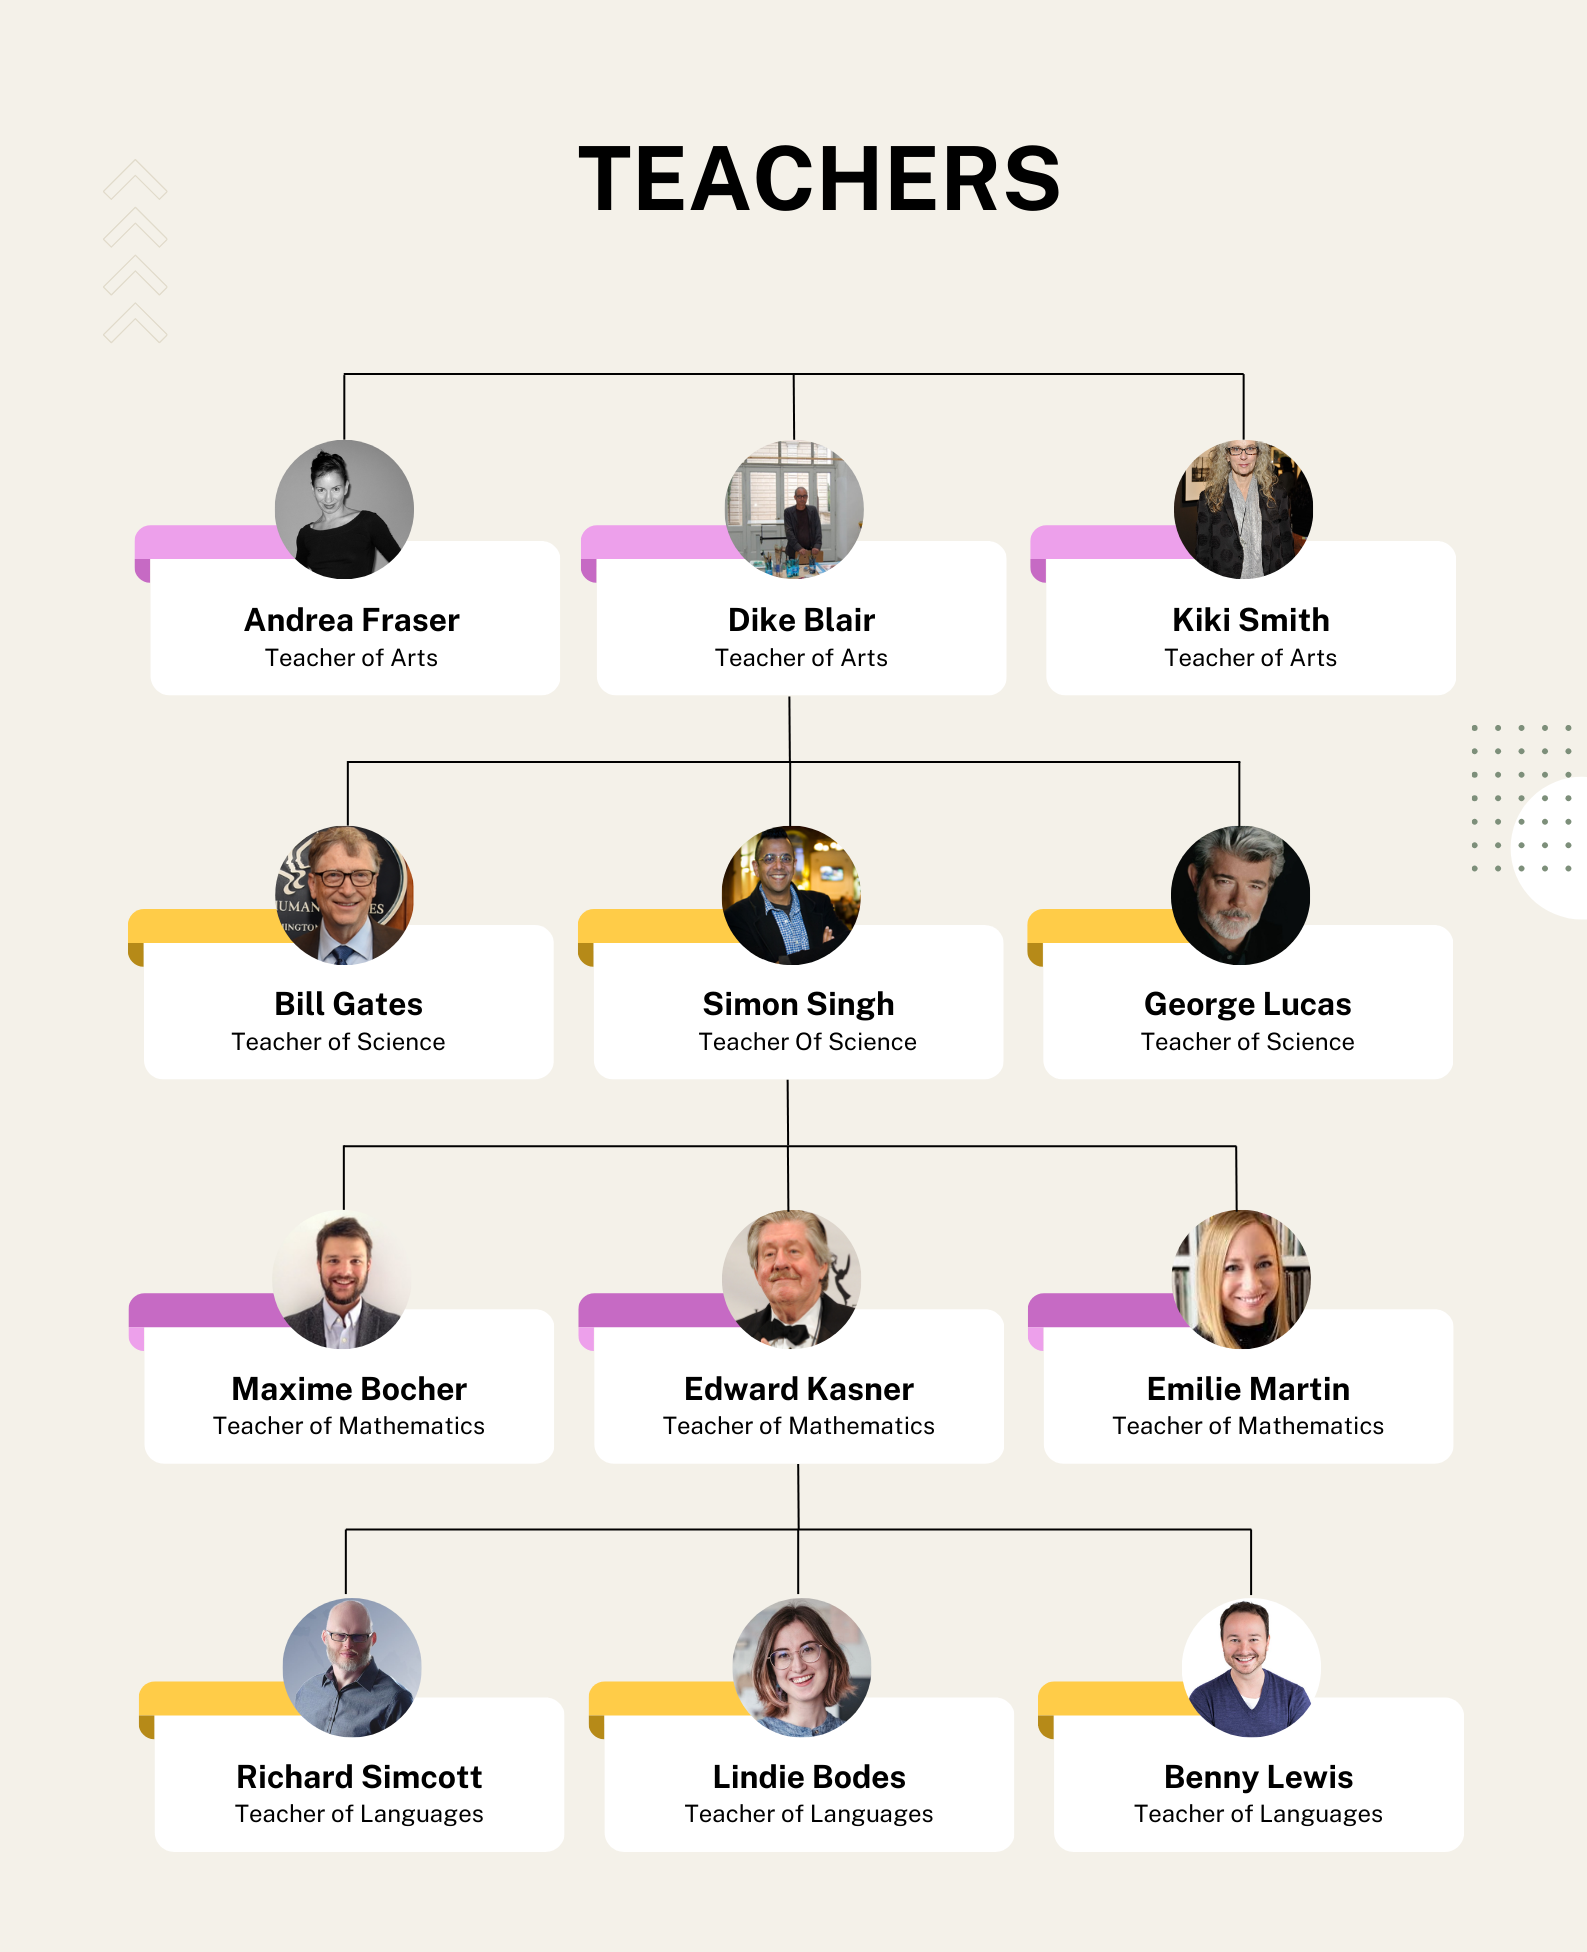 TEACHERS
Andrea Fraser
Teacher of Arts
Dike Blair
Teacher of Arts
Kiki Smith
Teacher of Arts
UMAN ES
INGTO
Bill Gates
Teacher of Science
Simon Singh
Teacher Of Science
George Lucas
Teacher of Science
Maxime Bocher
Teacher of Mathematics
Edward Kasner
Teacher of Mathematics
Emilie Martin
Teacher of Mathematics
Richard Simcott
Teacher of Languages
Lindie Bodes
Teacher of Languages
Benny Lewis
Teacher of Languages